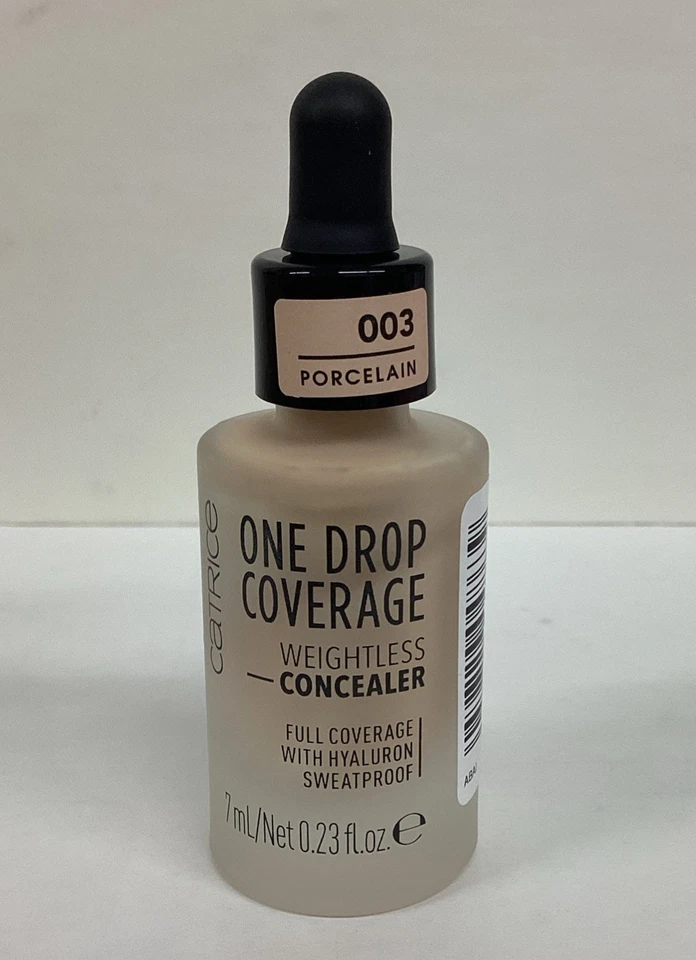 003
PORCELAIN
CATRICE
ONE DROP
COVERAGE
WEIGHTLESS
CONCEALER
FULL COVERAGE
WITH HYALURON
SWEATPROOF
7 mL/Net 0.23 fl.oz. ℮